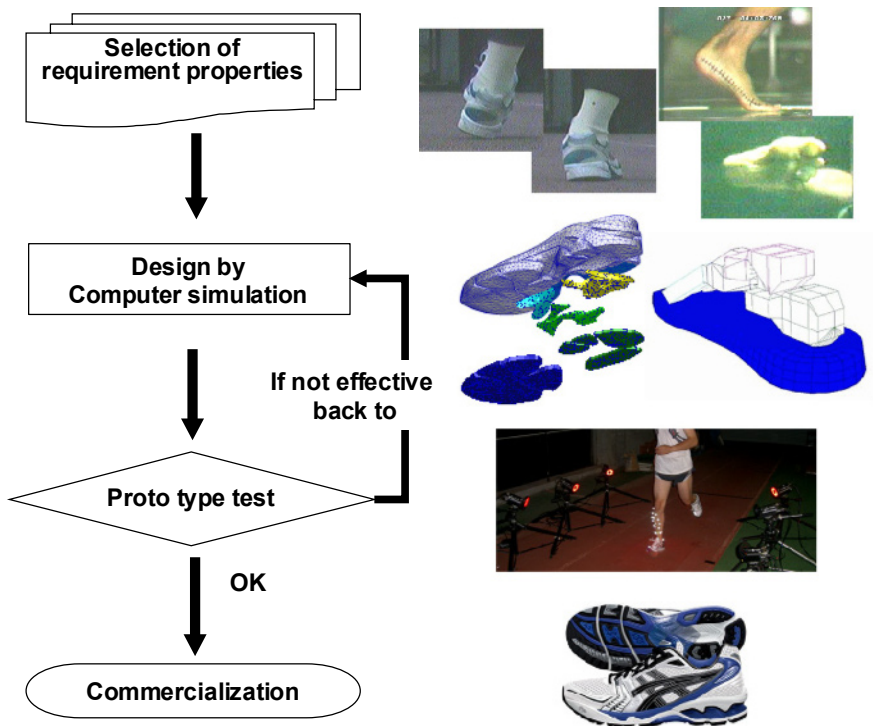 Selection of
requirement properties
Design by
Computer simulation
If not effective
back to
Proto type test
OK
Commercialization